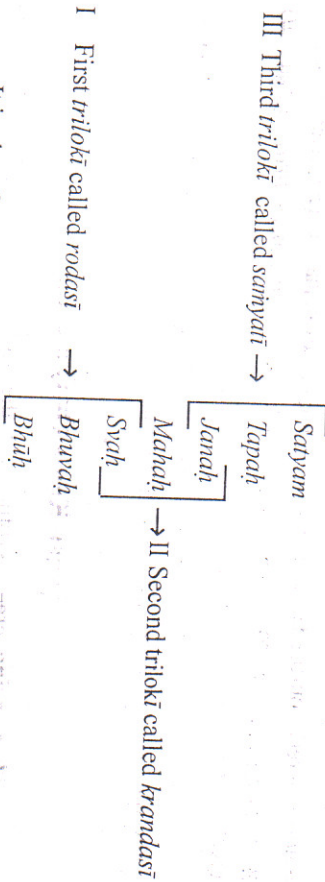 Satyam
III Third trilokī called saṁyatī → Tapaḥ
Janaḥ
Mahaḥ → II Second trilokī called krandasī
Svaḥ
I First trilokī called rodasī → Bhuvaḥ
Bhūḥ